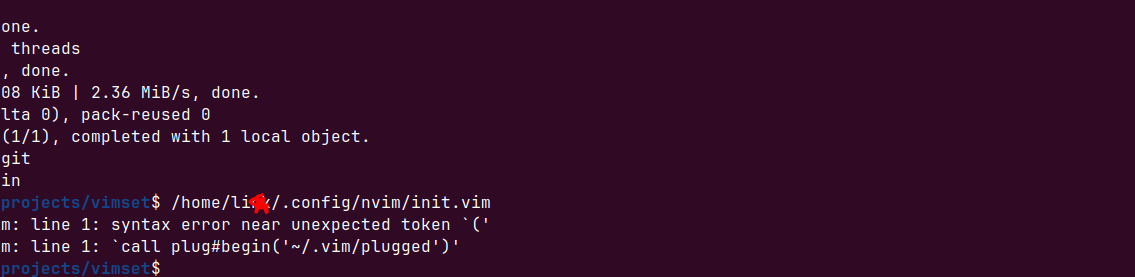 one.
threads
, done.
08 KiB | 2.36 MiB/s, done.
lta 0), pack-reused 0
(1/1), completed with 1 local object.
git
in
projects/vimset$ /home/li /.config/nvim/init.vim
m: line 1: syntax error near unexpected token `('
m: line 1: `call plug#begin('~/.vim/plugged')'
projects/vimset$